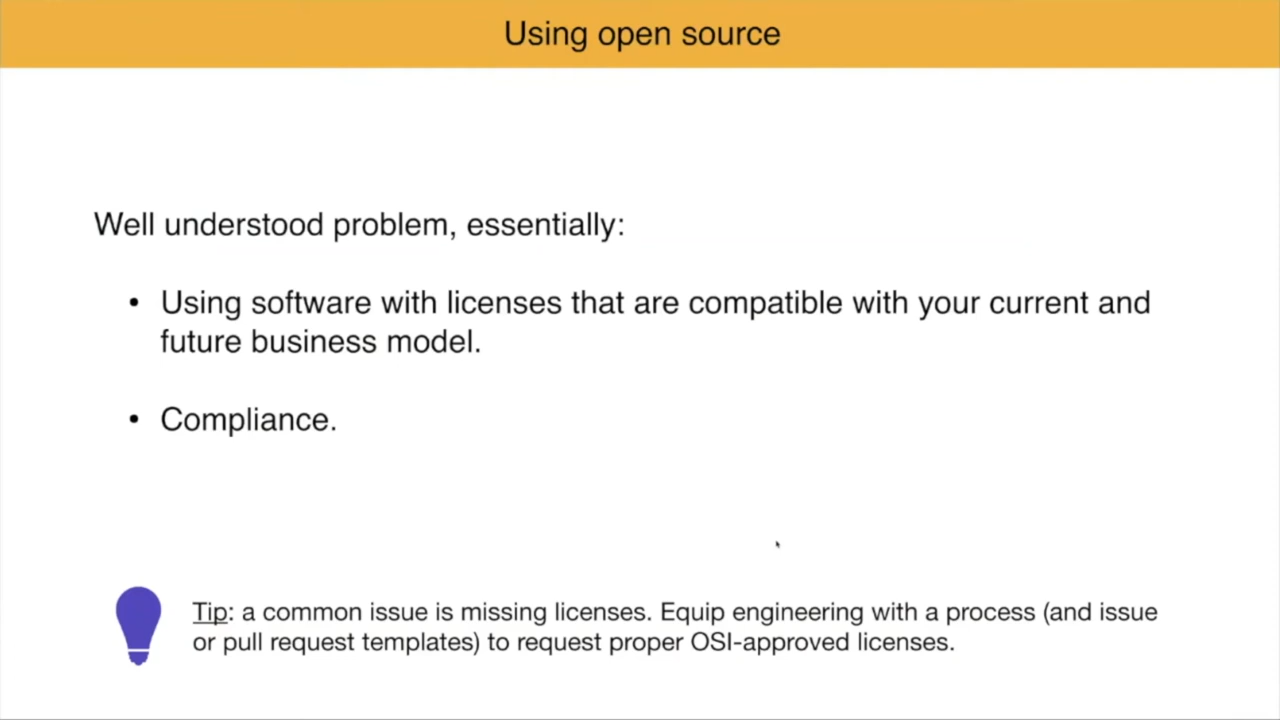 Using open source
Well understood problem, essentially:
• Using software with licenses that are compatible with your current and
future business model.
• Compliance.
Tip: a common issue is missing licenses. Equip engineering with a process (and issue
or pull request templates) to request proper OSI-approved licenses.